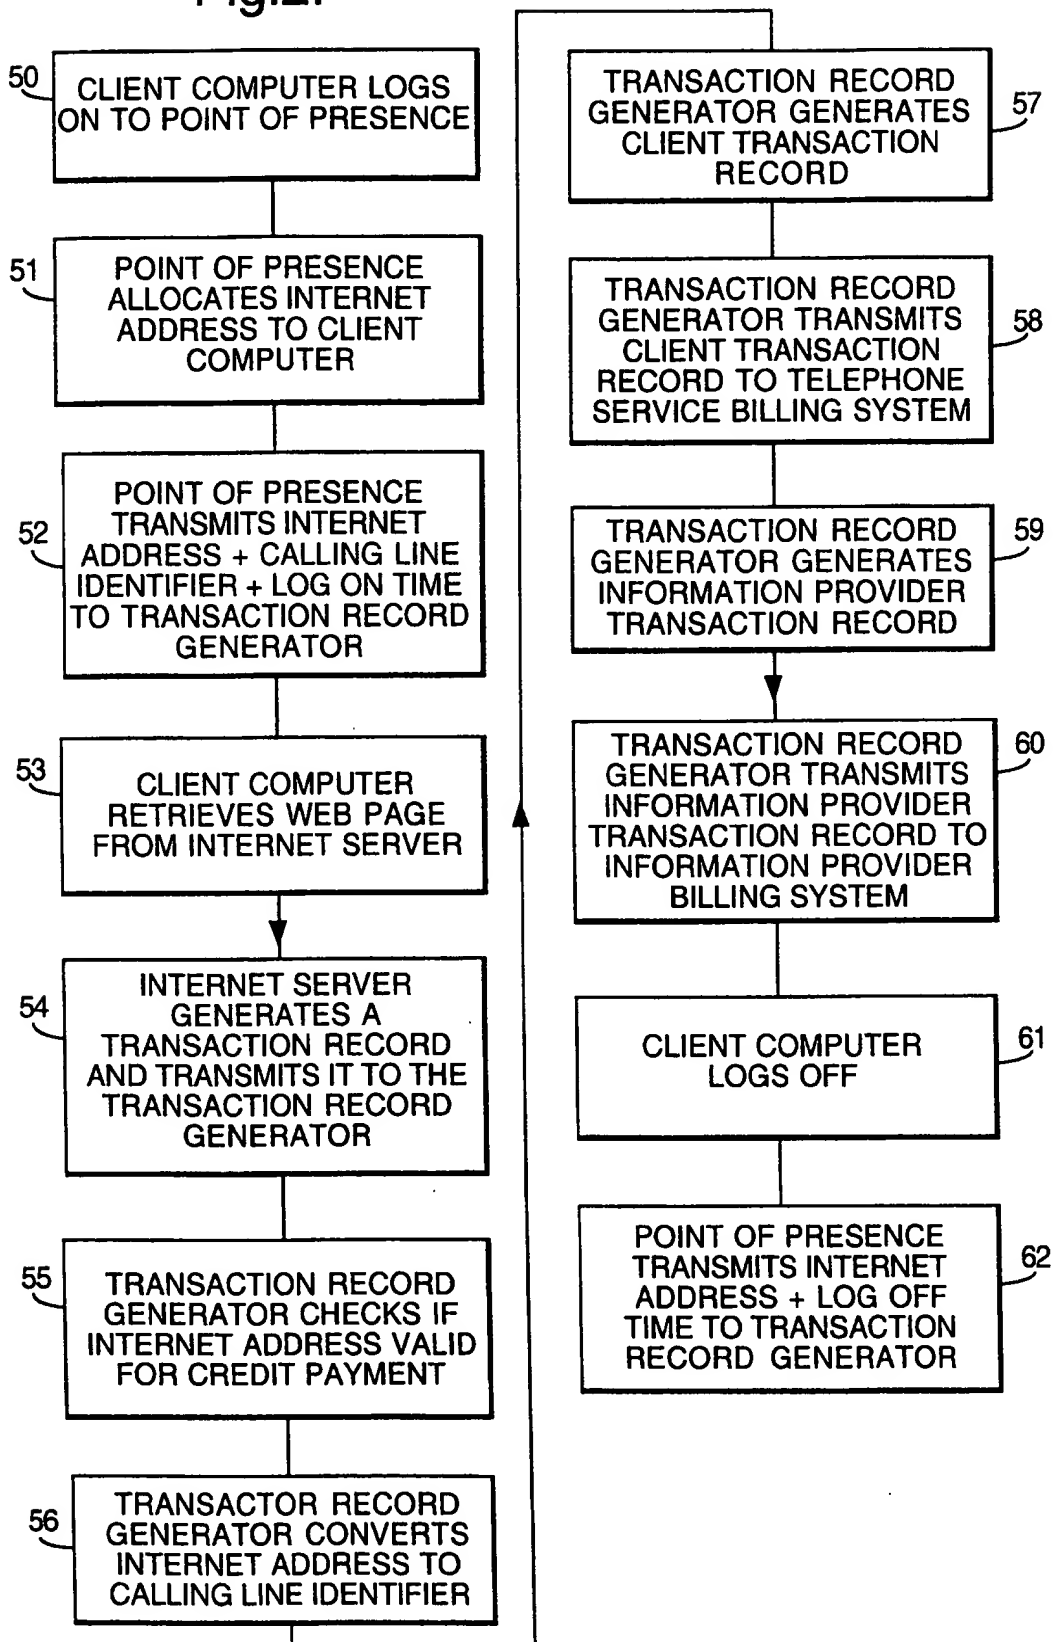 Fig.2.
50
CLIENT COMPUTER LOGS
ON TO POINT OF PRESENCE
51
POINT OF PRESENCE
ALLOCATES INTERNET
ADDRESS TO CLIENT
COMPUTER
52
POINT OF PRESENCE
TRANSMITS INTERNET
ADDRESS + CALLING LINE
IDENTIFIER + LOG ON TIME
TO TRANSACTION RECORD
GENERATOR
53
CLIENT COMPUTER
RETRIEVES WEB PAGE
FROM INTERNET SERVER
54
INTERNET SERVER
GENERATES A
TRANSACTION RECORD
AND TRANSMITS IT TO THE
TRANSACTION RECORD
GENERATOR
55
TRANSACTION RECORD
GENERATOR CHECKS IF
INTERNET ADDRESS VALID
FOR CREDIT PAYMENT
56
TRANSACTOR RECORD
GENERATOR CONVERTS
INTERNET ADDRESS TO
CALLING LINE IDENTIFIER
57
TRANSACTION RECORD
GENERATOR GENERATES
CLIENT TRANSACTION
RECORD
58
TRANSACTION RECORD
GENERATOR TRANSMITS
CLIENT TRANSACTION
RECORD TO TELEPHONE
SERVICE BILLING SYSTEM
59
TRANSACTION RECORD
GENERATOR GENERATES
INFORMATION PROVIDER
TRANSACTION RECORD
60
TRANSACTION RECORD
GENERATOR TRANSMITS
INFORMATION PROVIDER
TRANSACTION RECORD TO
INFORMATION PROVIDER
BILLING SYSTEM
61
CLIENT COMPUTER
LOGS OFF
62
POINT OF PRESENCE
TRANSMITS INTERNET
ADDRESS + LOG OFF
TIME TO TRANSACTION
RECORD GENERATOR